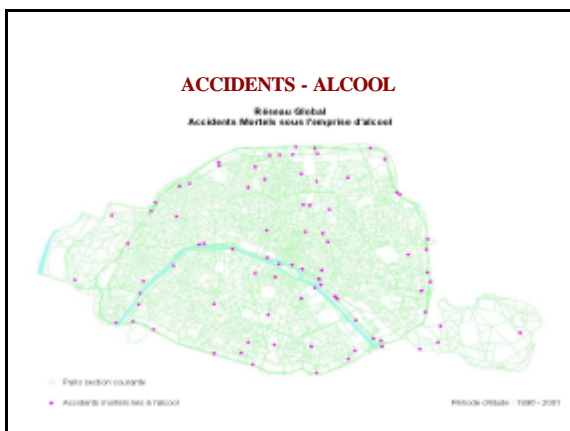 ACCIDENTS - ALCOOL
Réseau Global
Accidents Mortels sous l'emprise d'alcool
Paris section courante
Accidents mortels liés à l'alcool
Période d'étude : 1996 - 2001